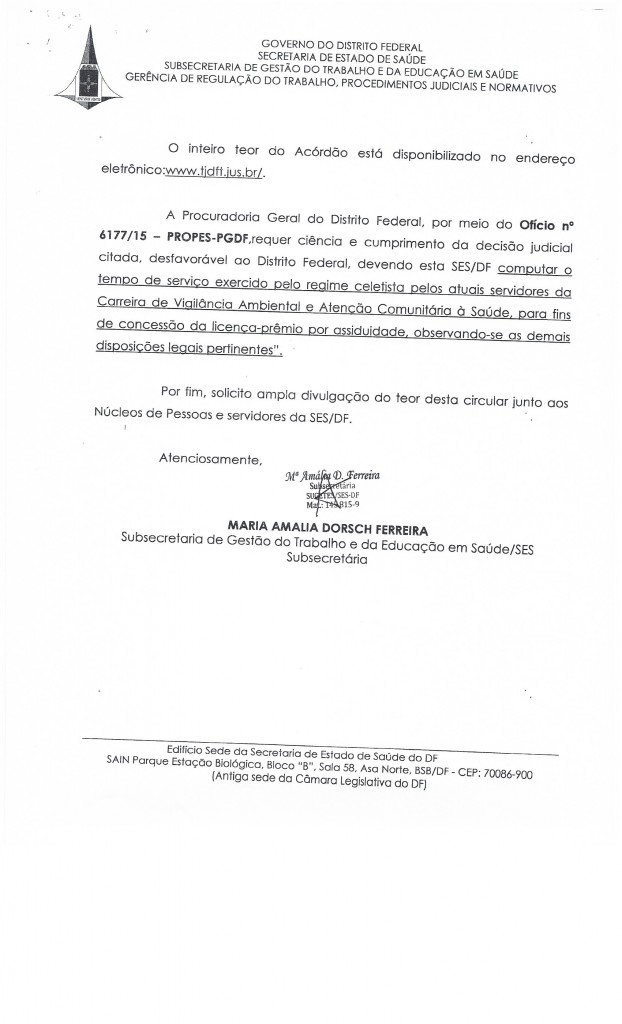 GOVERNO DO DISTRITO FEDERAL
SECRETARIA DE ESTADO DE SAÚDE
SUBSECRETARIA DE GESTÃO DO TRABALHO E DA EDUCAÇÃO EM SAÚDE
GERÊNCIA DE REGULAÇÃO DO TRABALHO, PROCEDIMENTOS JUDICIAIS E NORMATIVOS
O inteiro teor do Acórdão está disponibilizado no endereço
eletrônico:www.tjdft.jus.br/.
A Procuradoria Geral do Distrito Federal, por meio do Ofício nº
6177/15 – PROPES-PGDF,requer ciência e cumprimento da decisão judicial
citada, desfavorável ao Distrito Federal, devendo esta SES/DF computar o
tempo de serviço exercido pelo regime celetista pelos atuais servidores da
Carreira de Vigilância Ambiental e Atenção Comunitária à Saúde, para fins
de concessão da licença-prêmio por assiduidade, observando-se as demais
disposições legais pertinentes".
Por fim, solicito ampla divulgação do teor desta circular junto aos
Núcleos de Pessoas e servidores da SES/DF.
Atenciosamente,
Mª Amália D. Ferreira
Subsecretária
MARIA AMALIA DORSCH FERREIRA
Subsecretaria de Gestão do Trabalho e da Educação em Saúde/SES
Subsecretária
Edifício Sede da Secretaria de Estado de Saúde do DF
SAIN Parque Estação Biológica, Bloco "B", Sala 58, Asa Norte, BSB/DF - CEP: 70086-900
(Antiga sede da Câmara Legislativa do DF)